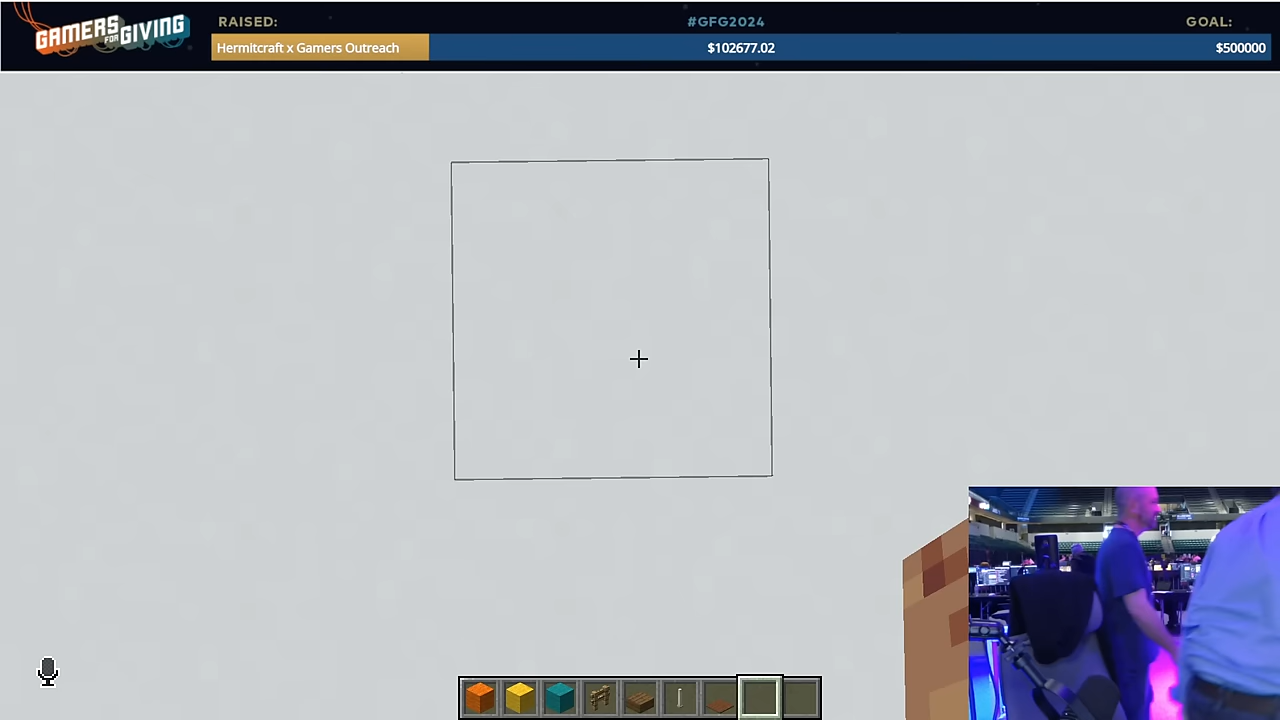 GAMERS FOR GIVING
RAISED:
#GFG2024
GOAL:
Hermitcraft x Gamers Outreach
$102677.02
$500000